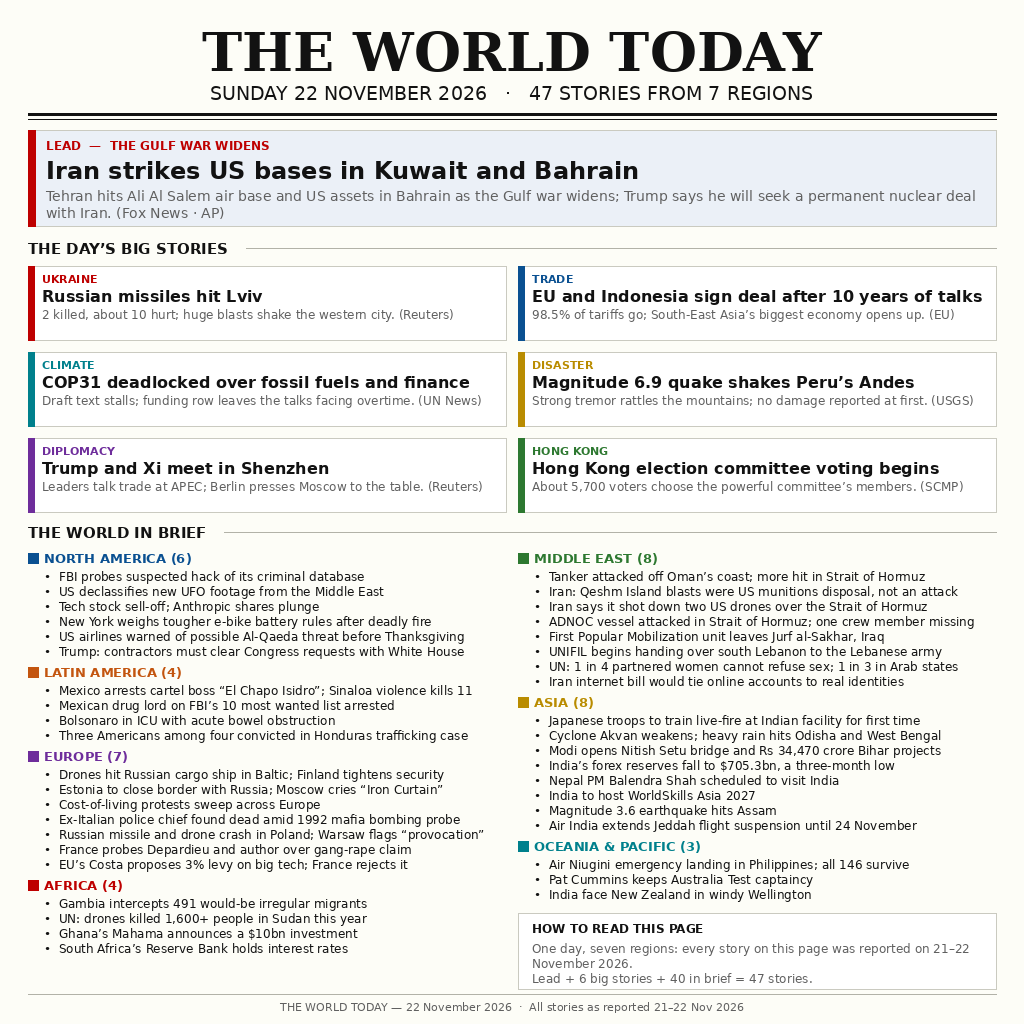 THE WORLD TODAY
SUNDAY 22 NOVEMBER 2026 · 47 STORIES FROM 7 REGIONS
LEAD — THE GULF WAR WIDENS
Iran strikes US bases in Kuwait and Bahrain
Tehran hits Ali Al Salem air base and US assets in Bahrain as the Gulf war widens; Trump says he will seek a permanent nuclear deal
with Iran. (Fox News · AP)
THE DAY’S BIG STORIES
UKRAINE
Russian missiles hit Lviv
2 killed, about 10 hurt; huge blasts shake the western city. (Reuters)
TRADE
EU and Indonesia sign deal after 10 years of talks
98.5% of tariffs go; South-East Asia’s biggest economy opens up. (EU)
CLIMATE
COP31 deadlocked over fossil fuels and finance
Draft text stalls; funding row leaves the talks facing overtime. (UN News)
DISASTER
Magnitude 6.9 quake shakes Peru’s Andes
Strong tremor rattles the mountains; no damage reported at first. (USGS)
DIPLOMACY
Trump and Xi meet in Shenzhen
Leaders talk trade at APEC; Berlin presses Moscow to the table. (Reuters)
HONG KONG
Hong Kong election committee voting begins
About 5,700 voters choose the powerful committee’s members. (SCMP)
THE WORLD IN BRIEF
NORTH AMERICA (6)
• FBI probes suspected hack of its criminal database
• US declassifies new UFO footage from the Middle East
• Tech stock sell-off; Anthropic shares plunge
• New York weighs tougher e-bike battery rules after deadly fire
• US airlines warned of possible Al-Qaeda threat before Thanksgiving
• Trump: contractors must clear Congress requests with White House
LATIN AMERICA (4)
• Mexico arrests cartel boss “El Chapo Isidro”; Sinaloa violence kills 11
• Mexican drug lord on FBI’s 10 most wanted list arrested
• Bolsonaro in ICU with acute bowel obstruction
• Three Americans among four convicted in Honduras trafficking case
EUROPE (7)
• Drones hit Russian cargo ship in Baltic; Finland tightens security
• Estonia to close border with Russia; Moscow cries “Iron Curtain”
• Cost-of-living protests sweep across Europe
• Ex-Italian police chief found dead amid 1992 mafia bombing probe
• Russian missile and drone crash in Poland; Warsaw flags “provocation”
• France probes Depardieu and author over gang-rape claim
• EU’s Costa proposes 3% levy on big tech; France rejects it
AFRICA (4)
• Gambia intercepts 491 would-be irregular migrants
• UN: drones killed 1,600+ people in Sudan this year
• Ghana’s Mahama announces a $10bn investment
• South Africa’s Reserve Bank holds interest rates
MIDDLE EAST (8)
• Tanker attacked off Oman’s coast; more hit in Strait of Hormuz
• Iran: Qeshm Island blasts were US munitions disposal, not an attack
• Iran says it shot down two US drones over the Strait of Hormuz
• ADNOC vessel attacked in Strait of Hormuz; one crew member missing
• First Popular Mobilization unit leaves Jurf al-Sakhar, Iraq
• UNIFIL begins handing over south Lebanon to the Lebanese army
• UN: 1 in 4 partnered women cannot refuse sex; 1 in 3 in Arab states
• Iran internet bill would tie online accounts to real identities
ASIA (8)
• Japanese troops to train live-fire at Indian facility for first time
• Cyclone Akvan weakens; heavy rain hits Odisha and West Bengal
• Modi opens Nitish Setu bridge and Rs 34,470 crore Bihar projects
• India’s forex reserves fall to $705.3bn, a three-month low
• Nepal PM Balendra Shah scheduled to visit India
• India to host WorldSkills Asia 2027
• Magnitude 3.6 earthquake hits Assam
• Air India extends Jeddah flight suspension until 24 November
OCEANIA & PACIFIC (3)
• Air Niugini emergency landing in Philippines; all 146 survive
• Pat Cummins keeps Australia Test captaincy
• India face New Zealand in windy Wellington
HOW TO READ THIS PAGE
One day, seven regions: every story on this page was reported on 21–22
November 2026.
Lead + 6 big stories + 40 in brief = 47 stories.
THE WORLD TODAY — 22 November 2026 · All stories as reported 21–22 Nov 2026